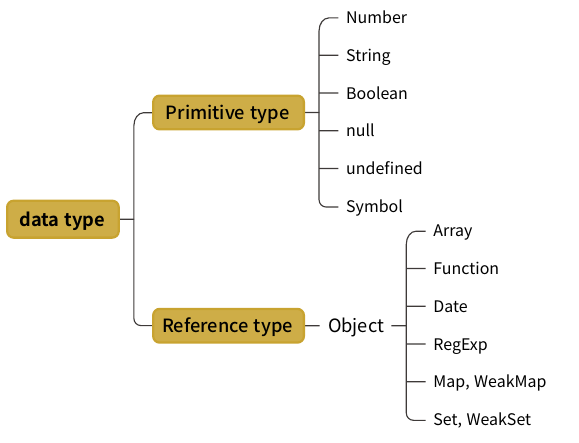 Number
String
Primitive type
Boolean
null
undefined
data type
Symbol
Array
Function
Reference type
Object
Date
RegExp
Map, WeakMap
Set, WeakSet